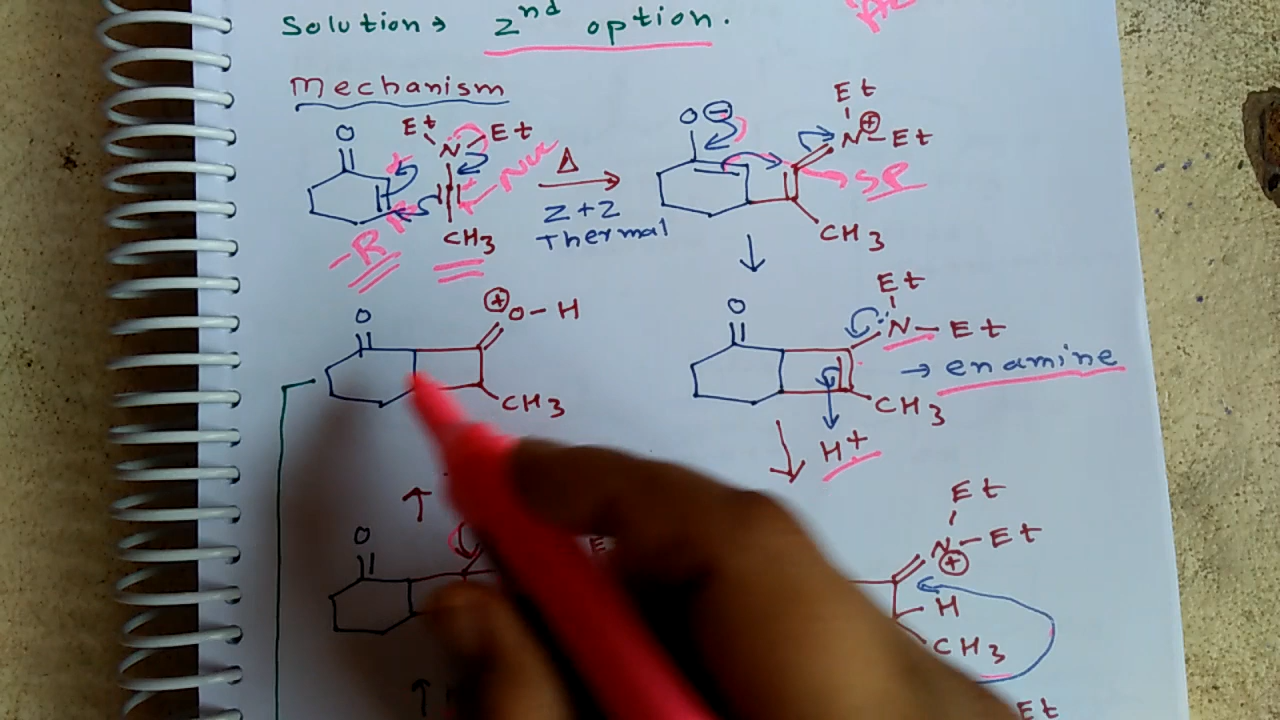 Solution → 2nd option.
Mechanism
Et Et
O N
CH3
-R
Nu
Δ
2+2
Thermal
O ⊖
Et
N ⊕ Et
SP
CH3
O
⊕ O-H
CH3
O
Et
N-Et
CH3
→ enamine
H+
O
E
Et
N-Et
⊕
H
CH3
Et